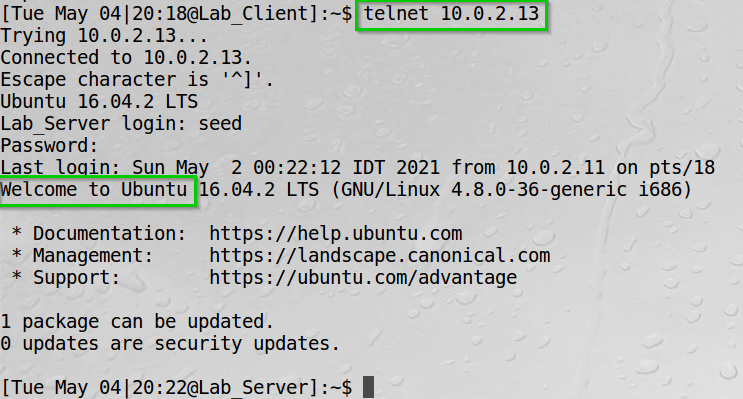 [Tue May 04|20:18@Lab_Client]:~$ telnet 10.0.2.13
Trying 10.0.2.13...
Connected to 10.0.2.13.
Escape character is '^]'.
Ubuntu 16.04.2 LTS
Lab_Server login: seed
Password:
Last login: Sun May  2 00:22:12 IDT 2021 from 10.0.2.11 on pts/18
Welcome to Ubuntu 16.04.2 LTS (GNU/Linux 4.8.0-36-generic i686)

 * Documentation:  https://help.ubuntu.com
 * Management:     https://landscape.canonical.com
 * Support:        https://ubuntu.com/advantage

1 package can be updated.
0 updates are security updates.

[Tue May 04|20:22@Lab_Server]:~$